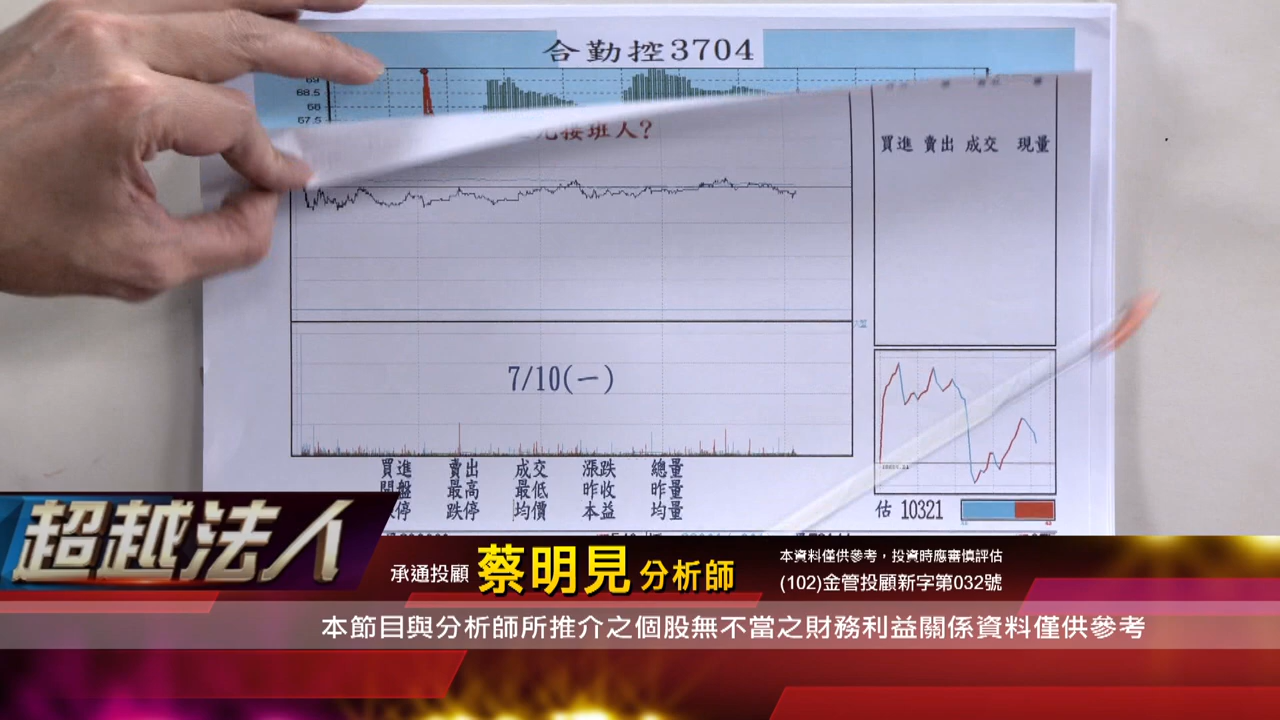 合勤控3704
69
68.5
68
67.5
接班人?
買進 賣出 成交 現量
7/10(一)
買進 賣出 成交 漲跌 總量
開盤 最高 最低 昨收 昨量
停 跌停 均價 本益 均量
估 10321
超越法人
承通投顧 蔡明見 分析師
本資料僅供參考，投資時應審慎評估
(102)金管投顧新字第032號
本節目與分析師所推介之個股無不當之財務利益關係資料僅供參考